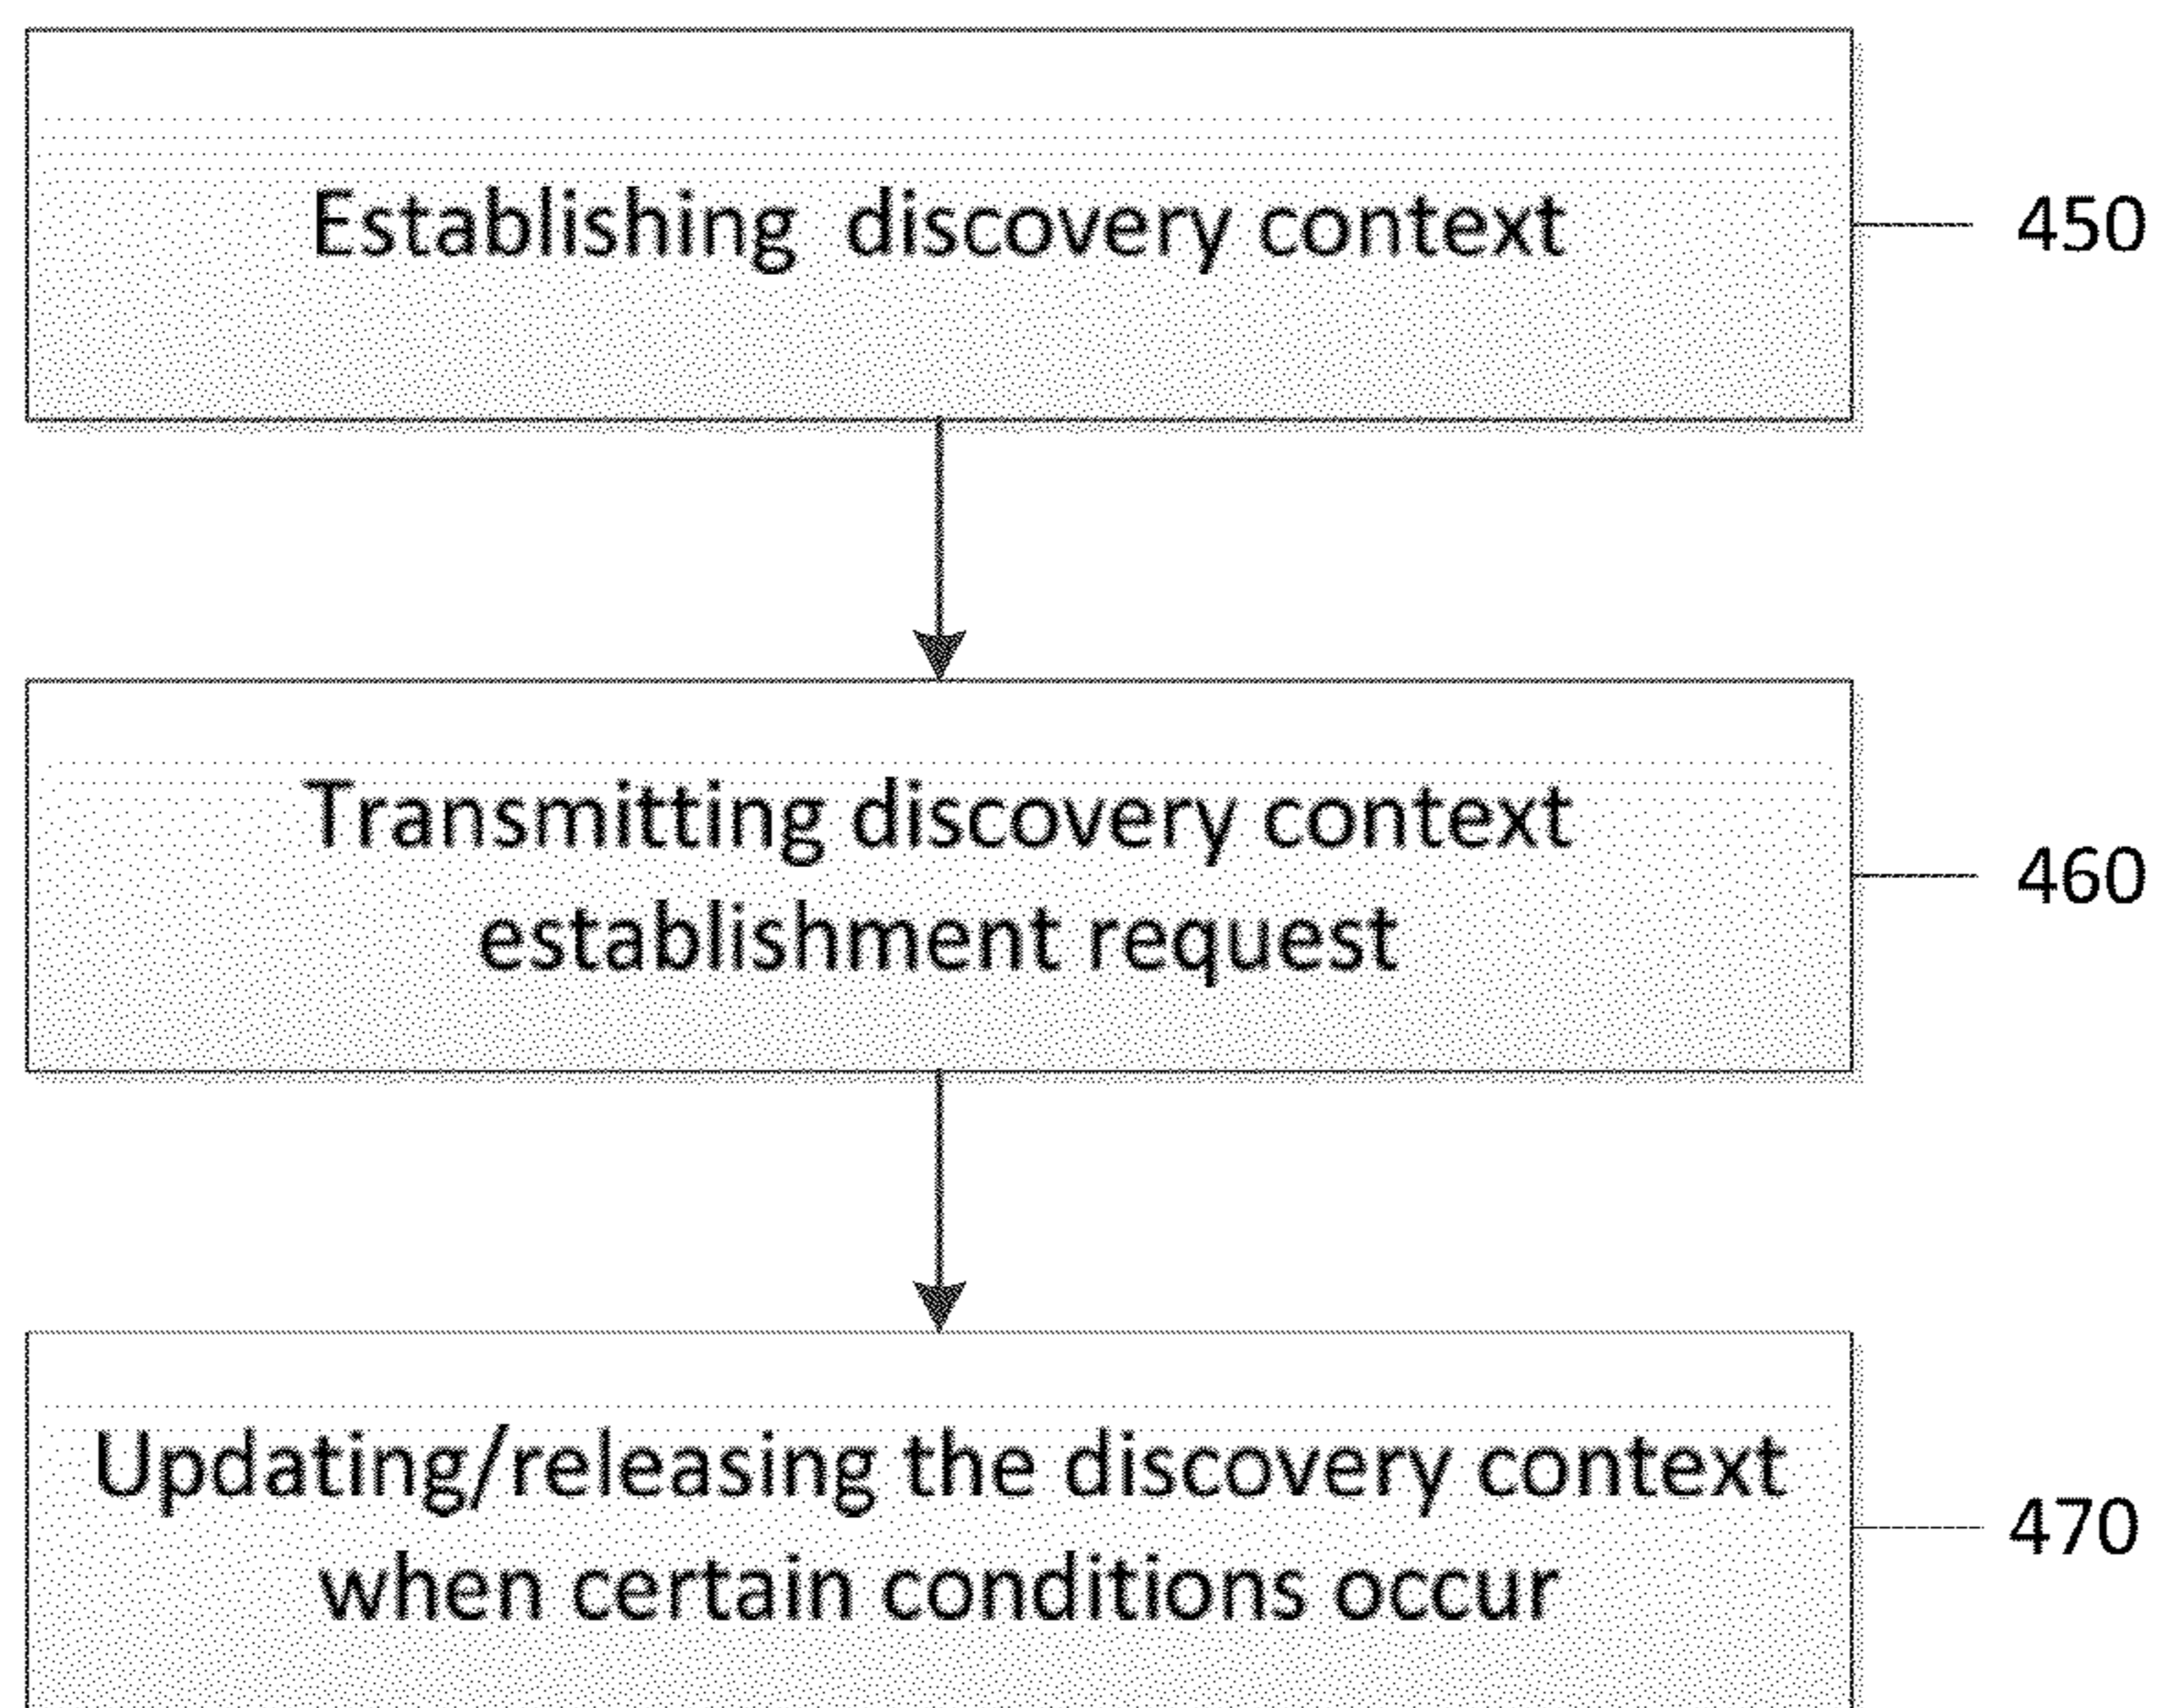 Establishing discovery context
450
Transmitting discovery context
establishment request
460
Updating/releasing the discovery context
when certain conditions occur
470